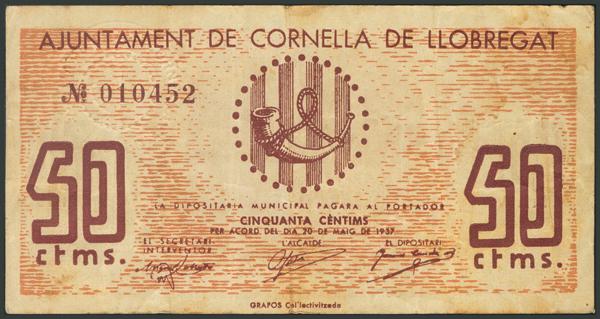 AJUNTAMENT DE CORNELLA DE LLOBREGAT
№ 010452
50 ctms.
50 ctms.
LA DIPOSITARIA MUNICIPAL PAGARA AL PORTADOR
CINQUANTA CÈNTIMS
PER ACORD DEL DIA 20 DE MAIG DE 1937
EL SECRETARI- INTERVENTOR
L'ALCALDE
EL DIPOSITARI
GRAFOS Col·lectivitzada